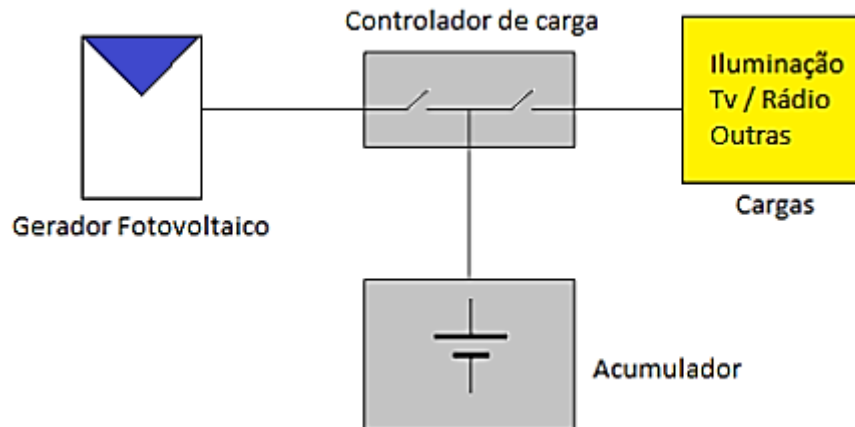 Controlador de carga
Iluminação
Tv / Rádio
Outras
Cargas
Gerador Fotovoltaico
Acumulador